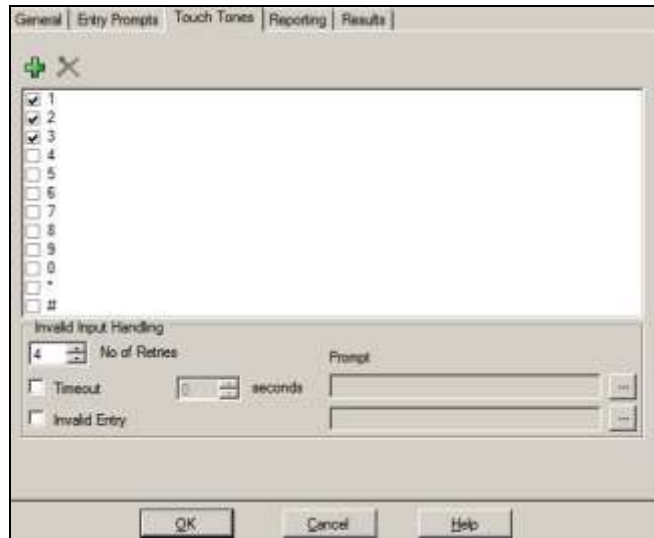 General Entry Prompts Touch Tones Reporting Results
1
2
3
4
5
6
7
8
9
0
*
#
Invalid Input Handling
4 No of Retries
Prompt
Timeout 0 seconds ...
Invalid Entry ...
OK Cancel Help